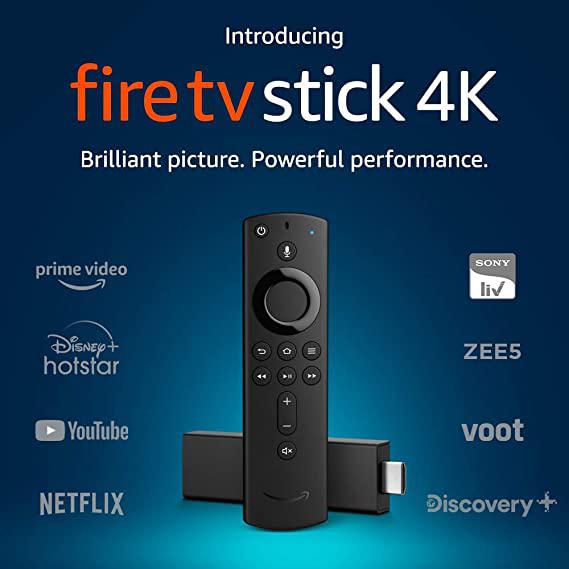 Introducing
fire tv stick 4K
Brilliant picture. Powerful performance.
prime video
Disney+
hotstar
YouTube
NETFLIX
SONY
liv
ZEE5
voot
Discovery+